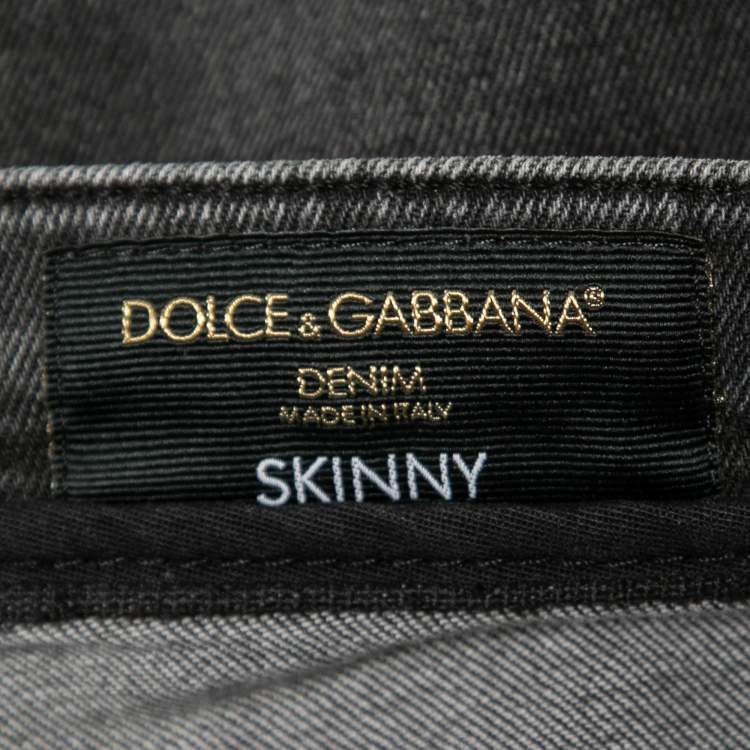 DOLCE & GABBANA®
DENIM
MADE IN ITALY
SKINNY